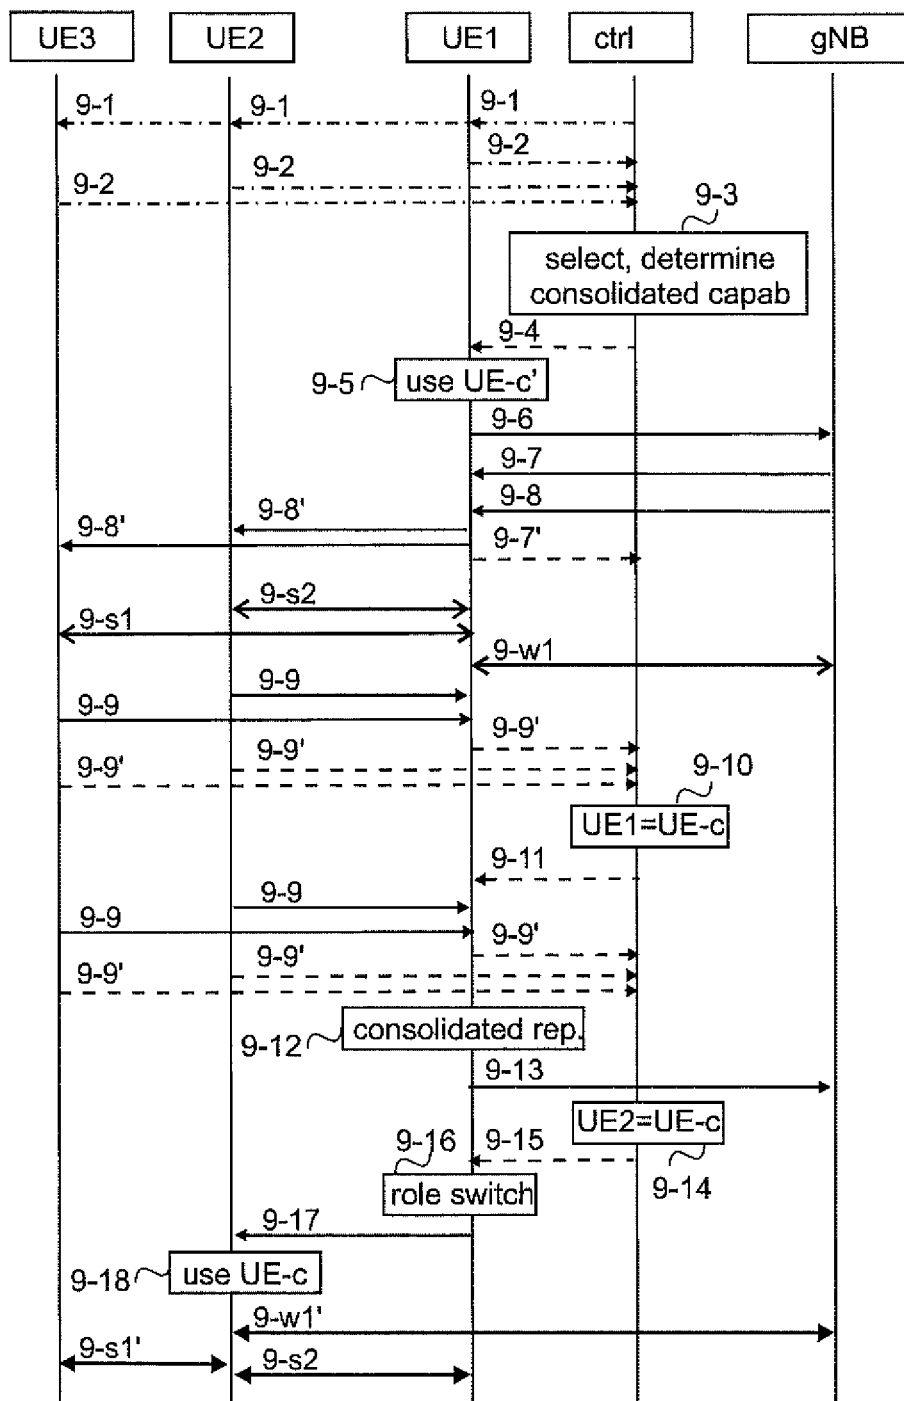 UE3 UE2 UE1 ctrl gNB
9-1 9-1 9-1
9-2
9-2
9-2
9-3
select, determine
consolidated capab
9-4
9-5 use UE-c'
9-6
9-7
9-8
9-8'
9-8'
9-7'
9-s2
9-s1
9-w1
9-9
9-9
9-9'
9-9'
9-9'
9-10
UE1=UE-c
9-11
9-9
9-9
9-9'
9-9'
9-9'
9-12 consolidated rep.
9-13
UE2=UE-c
9-16 9-15
9-14
role switch
9-17
9-18 use UE-c
9-w1'
9-s1'
9-s2